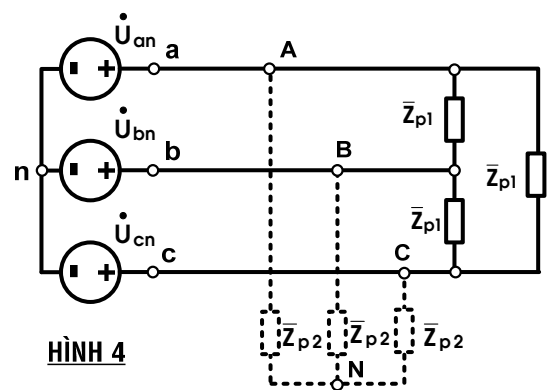 U̇an
a
A
Z̄p1
U̇bn
n
b
B
Z̄p1
Z̄p1
U̇cn
c
C
Z̄p2
Z̄p2
Z̄p2
HÌNH 4
N